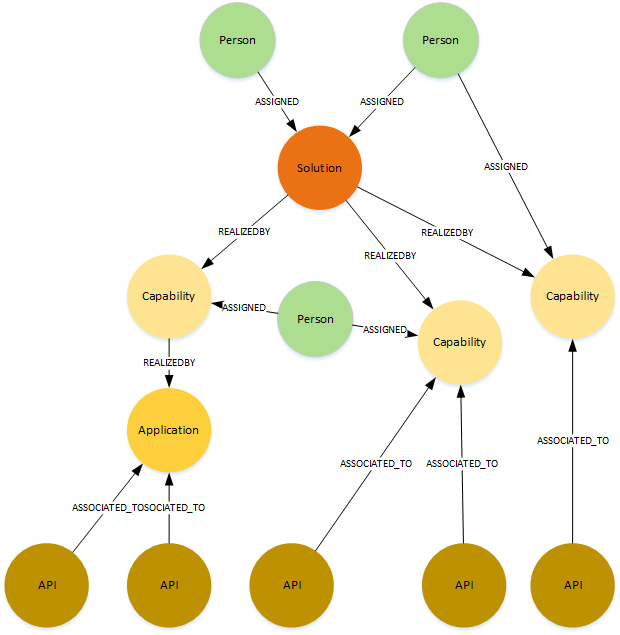 Person
Person
ASSIGNED
ASSIGNED
Solution
ASSIGNED
REALIZEDBY
REALIZEDBY
REALIZEDBY
Capability
Capability
ASSIGNED
Person
ASSIGNED
Capability
REALIZEDBY
Application
ASSOCIATED_TO
ASSOCIATED_TO
ASSOCIATED_TO
ASSOCIATED_TOSOCIATED_TO
API
API
API
API
API